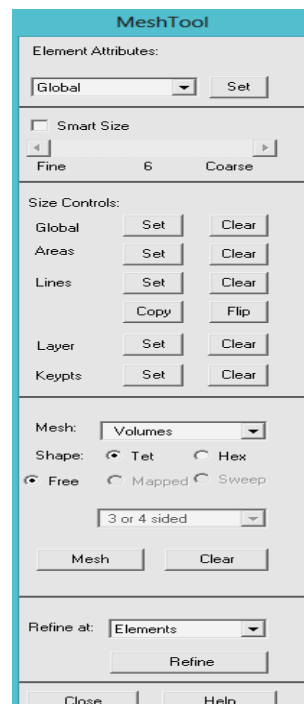 MeshTool
Element Attributes:
Global Set
Smart Size
Fine 6 Coarse
Size Controls:
Global Set Clear
Areas Set Clear
Lines Set Clear
Copy Flip
Layer Set Clear
Keypts Set Clear
Mesh: Volumes
Shape: Tet Hex
Free Mapped Sweep
3 or 4 sided
Mesh Clear
Refine at: Elements
Refine
Close Help